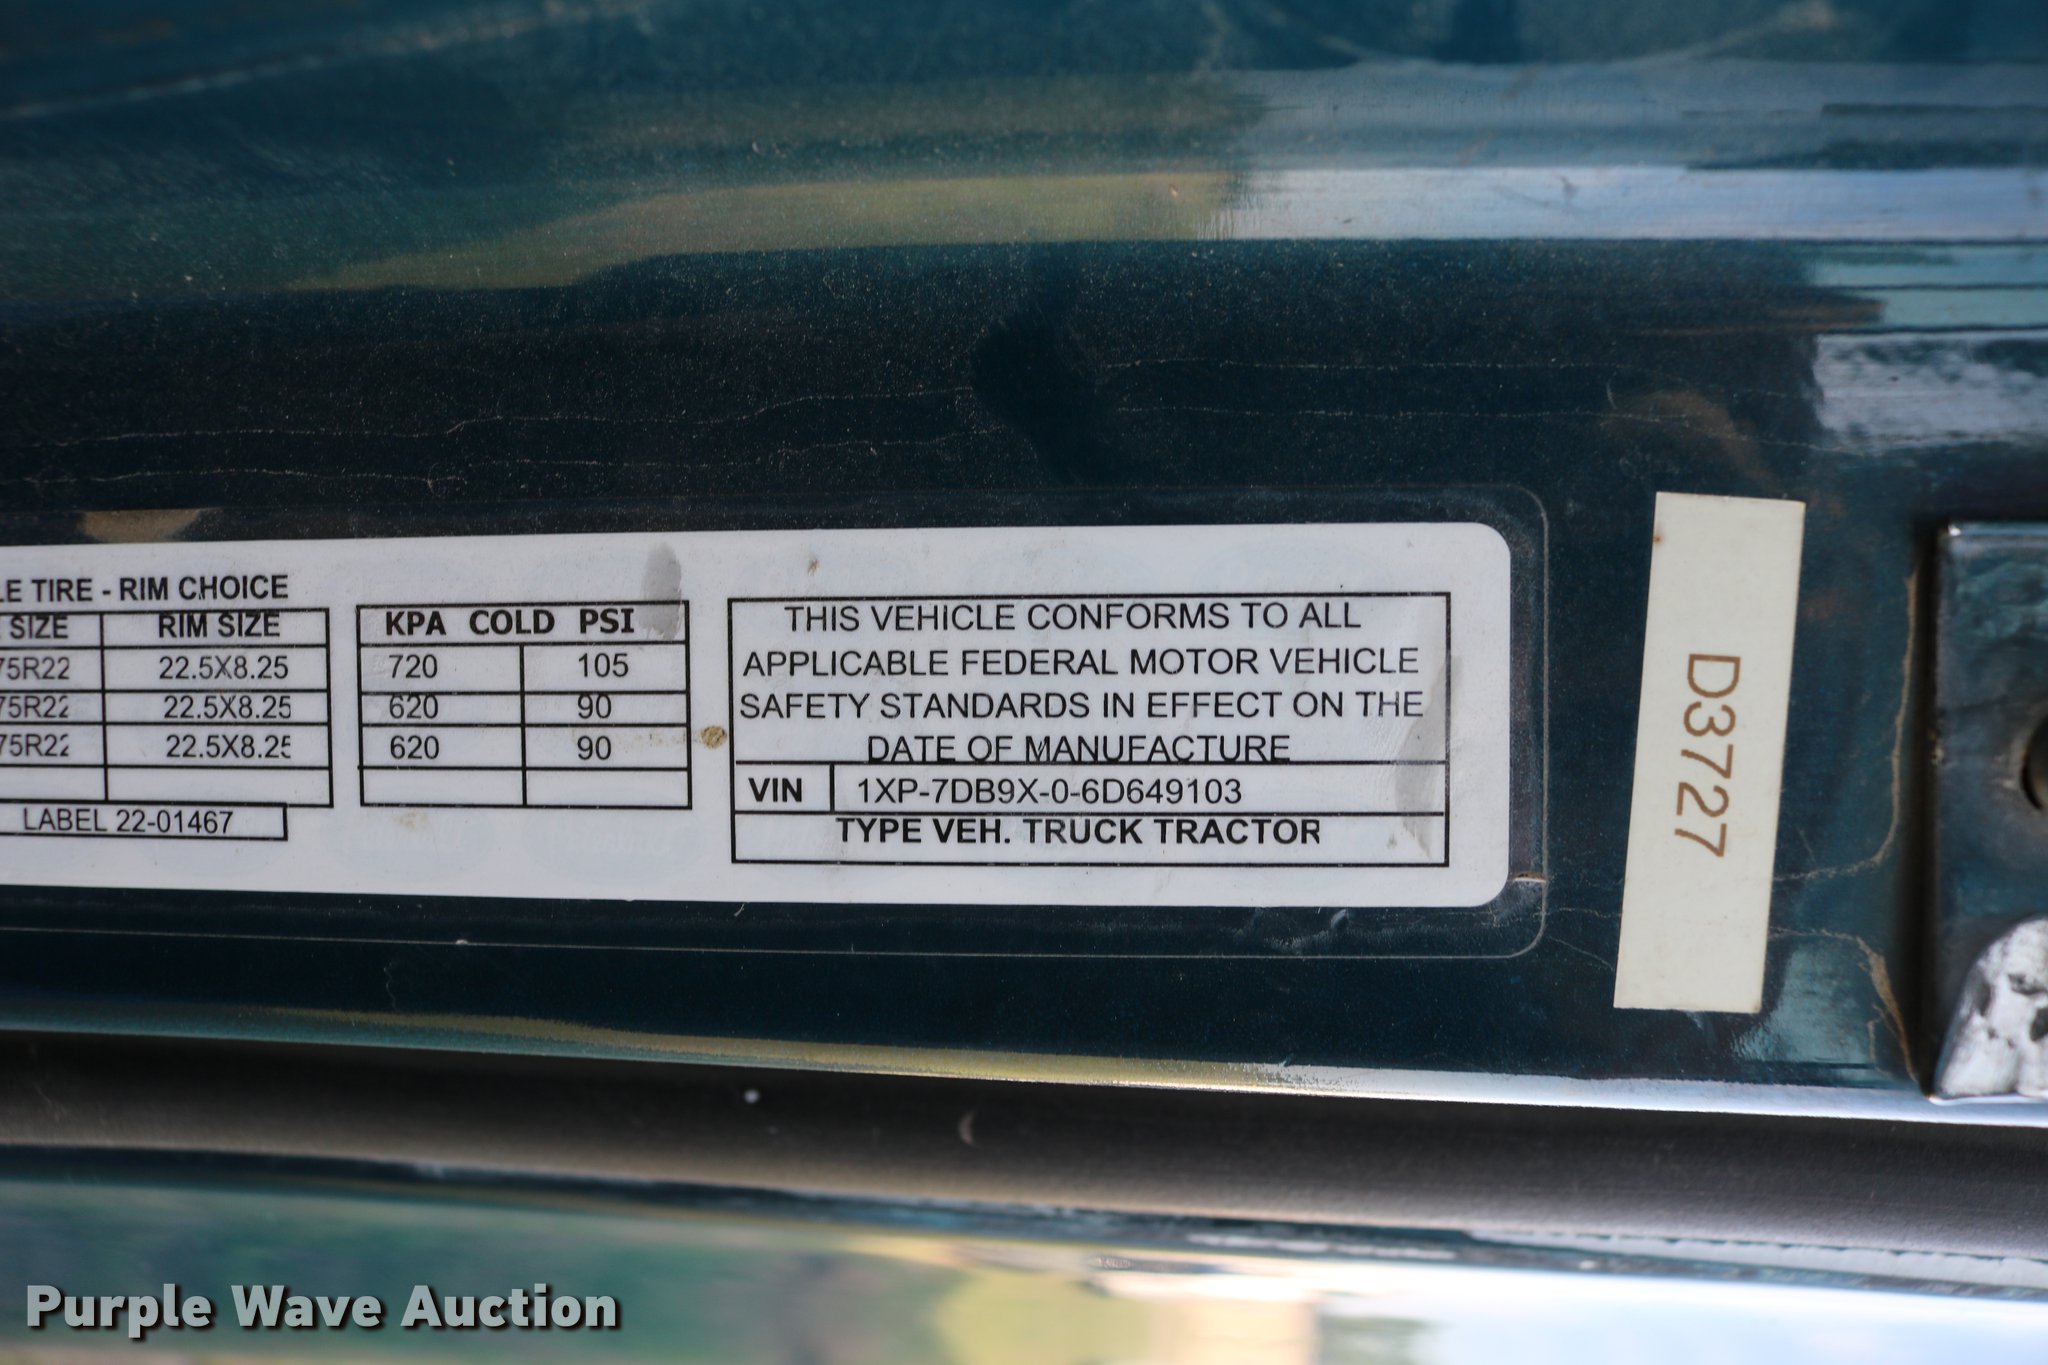 LE TIRE - RIM CHOICE
SIZE RIM SIZE
75R22 22.5X8.25
75R22 22.5X8.25
75R22 22.5X8.25
LABEL 22-01467
KPA COLD PSI
720 105
620 90
620 90
THIS VEHICLE CONFORMS TO ALL
APPLICABLE FEDERAL MOTOR VEHICLE
SAFETY STANDARDS IN EFFECT ON THE
DATE OF MANUFACTURE
VIN 1XP-7DB9X-0-6D649103
TYPE VEH. TRUCK TRACTOR
D3727
Purple Wave Auction